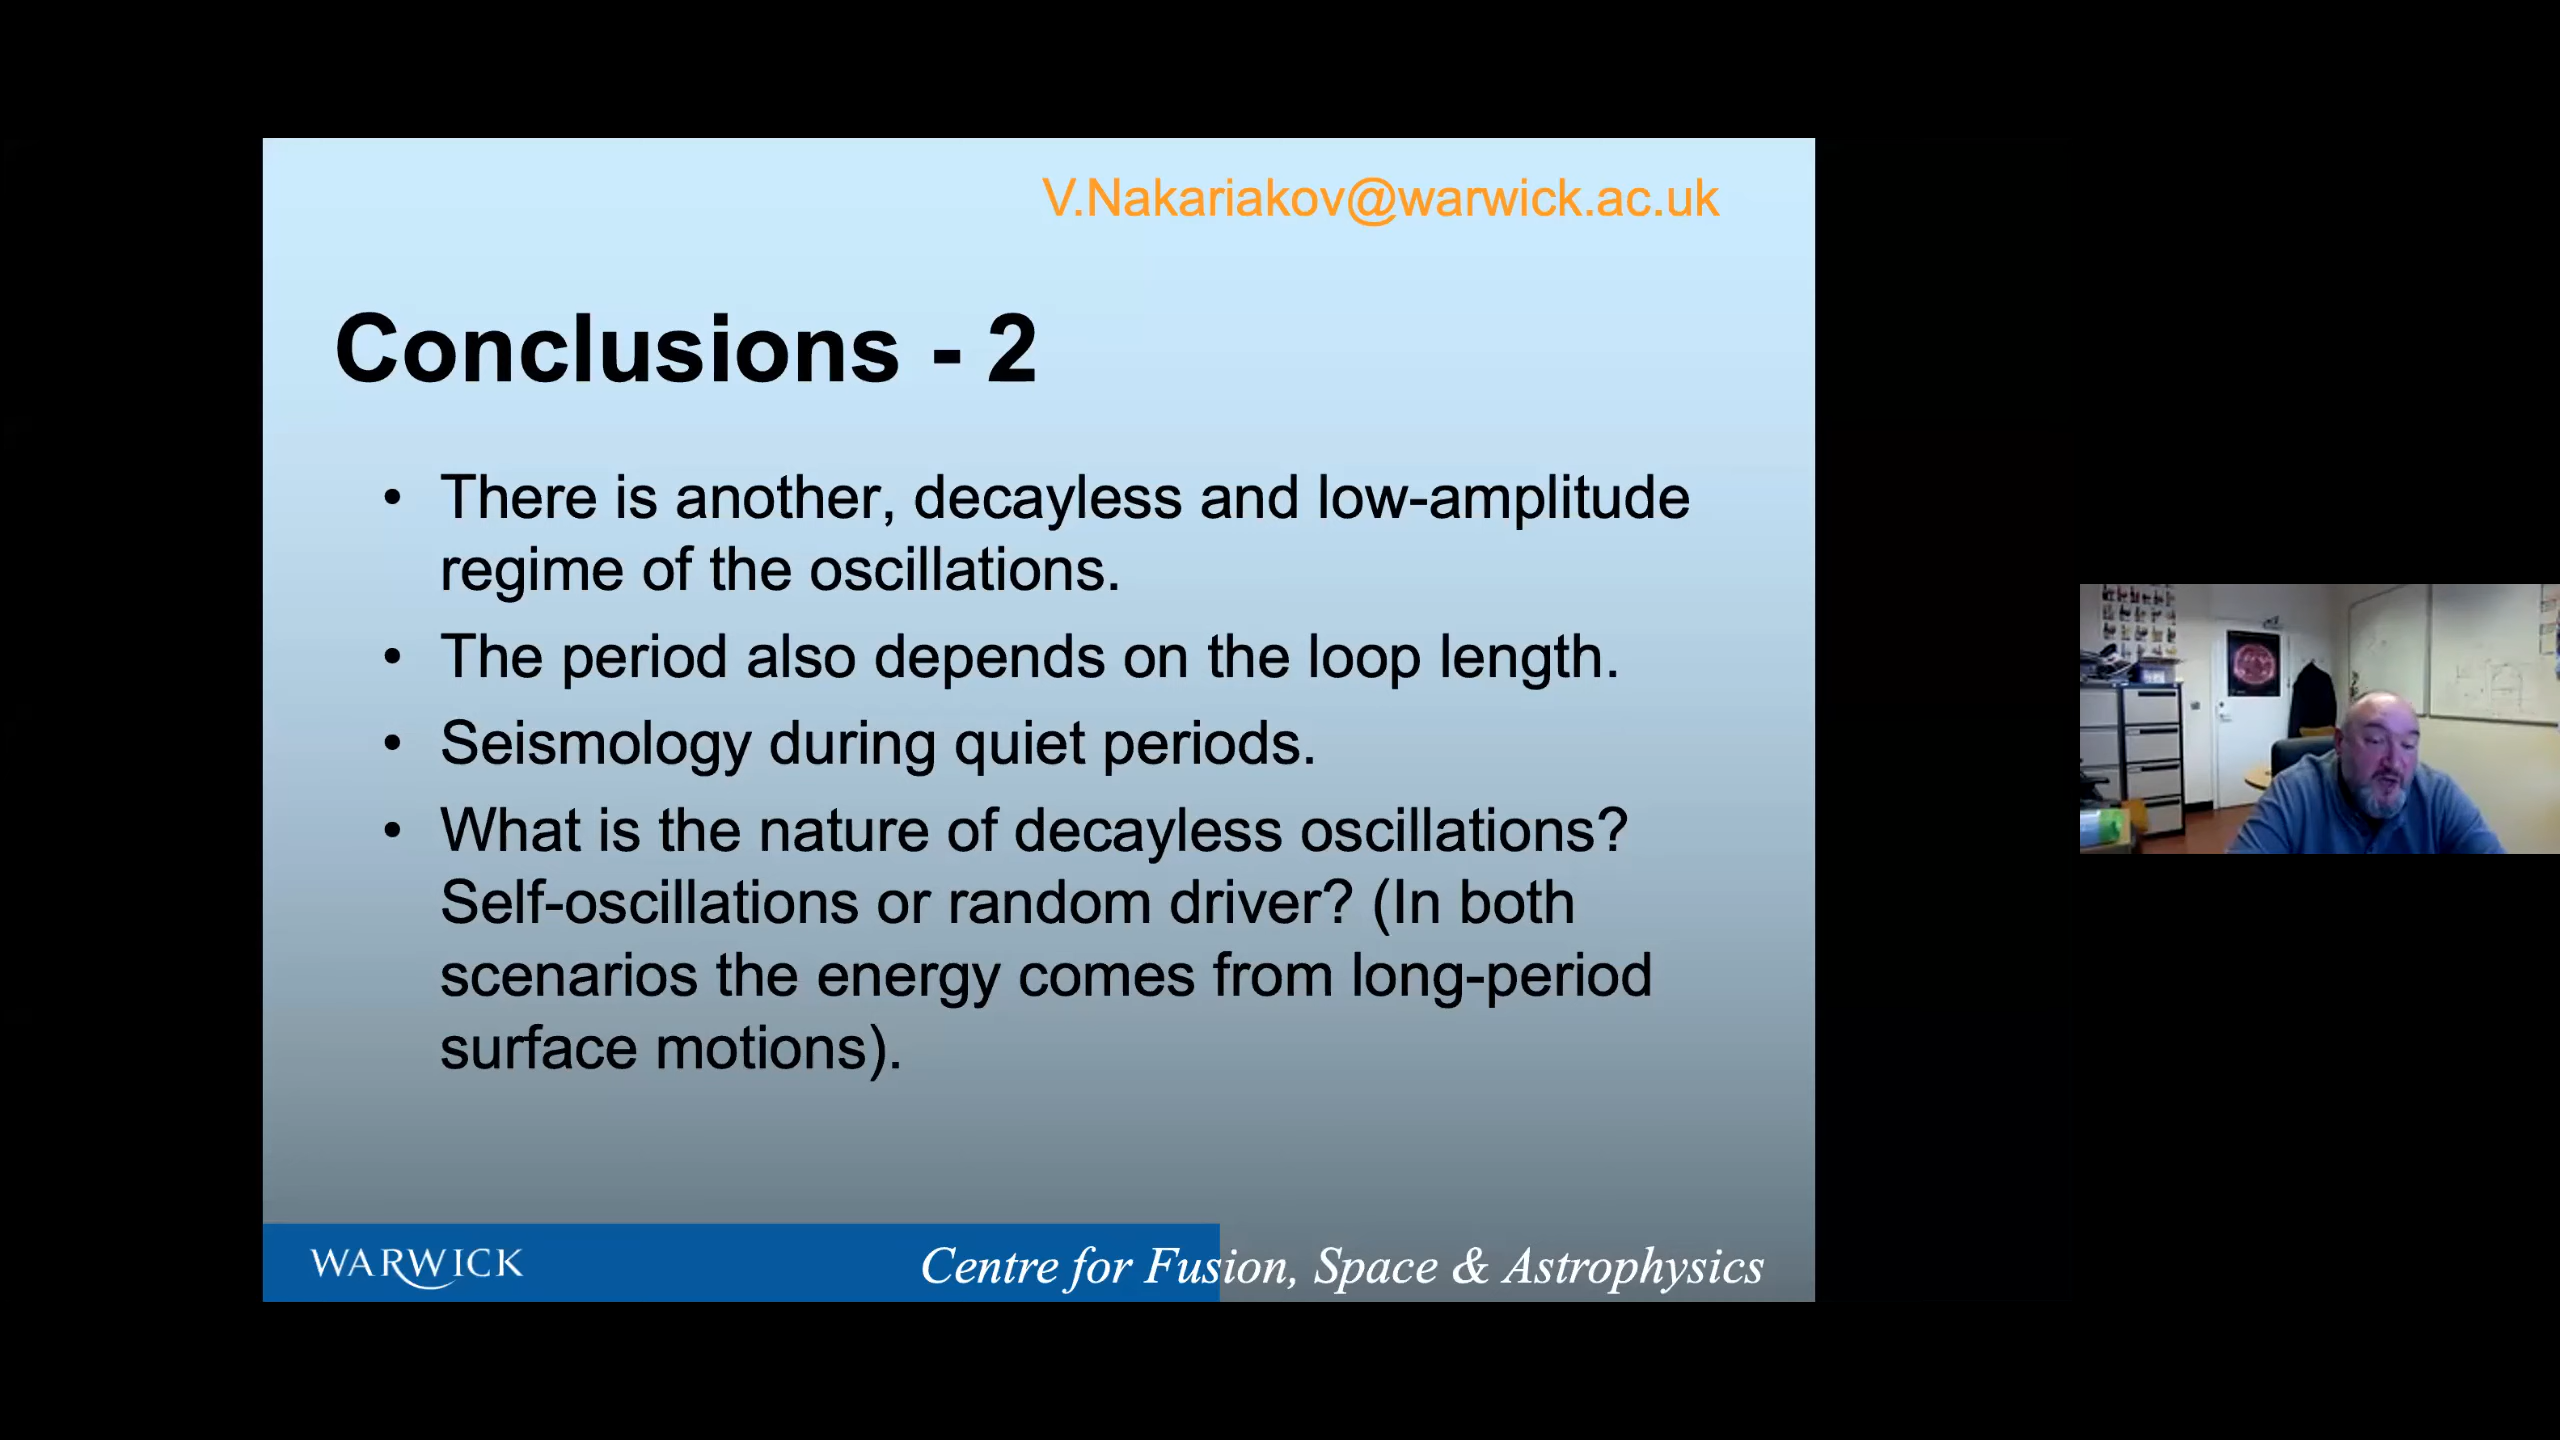 V.Nakariakov@warwick.ac.uk
Conclusions - 2
• There is another, decayless and low-amplitude
regime of the oscillations.
• The period also depends on the loop length.
• Seismology during quiet periods.
• What is the nature of decayless oscillations?
Self-oscillations or random driver? (In both
scenarios the energy comes from long-period
surface motions).
WARWICK
Centre for Fusion, Space & Astrophysics